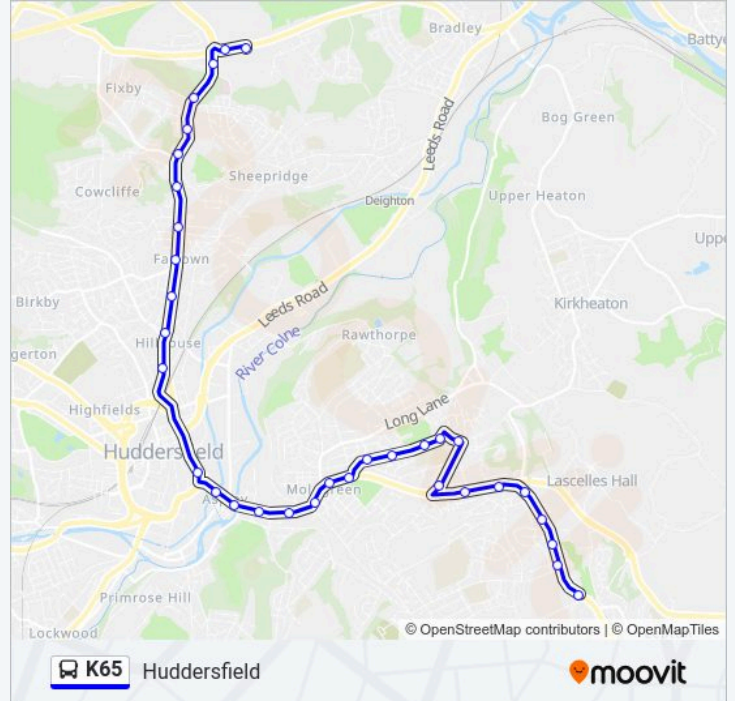 Bradley
Batty
Fixby
Leeds Road
Bog Green
Sheepridge
Cowcliffe
Deighton
Upper Heaton
Uppe
Fartown
Birkby
Leeds Road
Kirkheaton
Hillhouse
River Colne
Rawthorpe
gerton
Highfields
Long Lane
Huddersfield
Lascelles Hall
Moldgreen
Aspley
Primrose Hill
Lockwood
© OpenStreetMap contributors | © OpenMapTiles
K65 Huddersfield
moovit